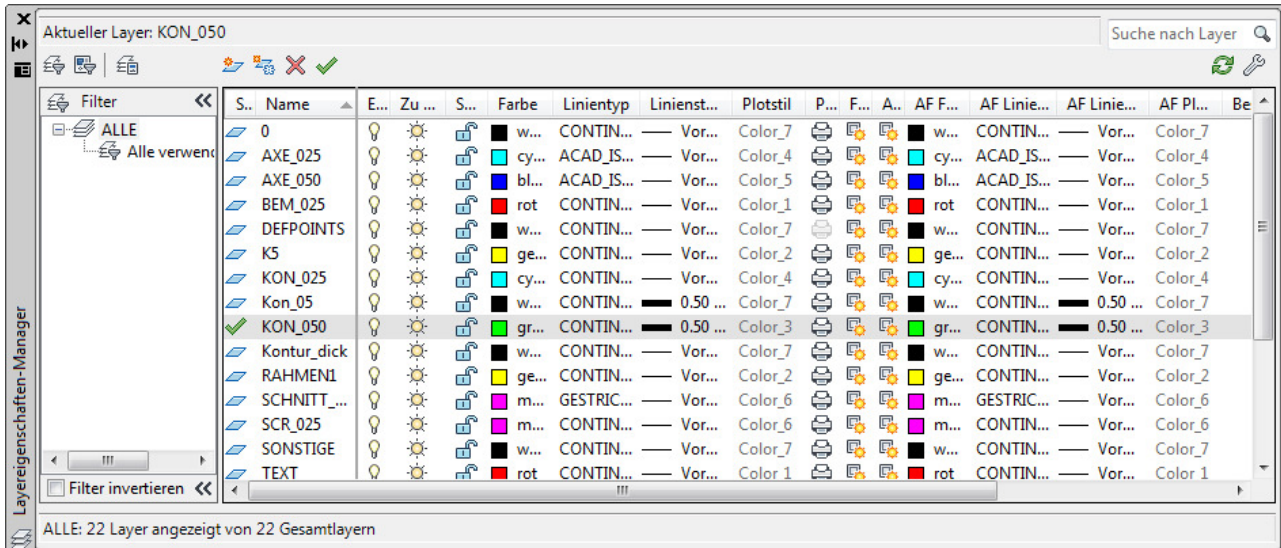 Aktueller Layer: KON_050
Suche nach Layer
Filter
ALLE
Alle verwend
Filter invertieren
S.. Name E... Zu ... S... Farbe Linientyp Linienst... Plotstil P... F... A.. AF F... AF Linie... AF Linie... AF Pl... Be
0 w... CONTIN... Vor... Color_7 w... CONTIN... Vor... Color_7
AXE_025 cy... ACAD_IS... Vor... Color_4 cy... ACAD_IS... Vor... Color_4
AXE_050 bl... ACAD_IS... Vor... Color_5 bl... ACAD_IS... Vor... Color_5
BEM_025 rot CONTIN... Vor... Color_1 rot CONTIN... Vor... Color_1
DEFPOINTS w... CONTIN... Vor... Color_7 w... CONTIN... Vor... Color_7
K5 ge... CONTIN... Vor... Color_2 ge... CONTIN... Vor... Color_2
KON_025 cy... CONTIN... Vor... Color_4 cy... CONTIN... Vor... Color_4
Kon_05 w... CONTIN... 0.50 ... Color_7 w... CONTIN... 0.50 ... Color_7
KON_050 gr... CONTIN... 0.50 ... Color_3 gr... CONTIN... 0.50 ... Color_3
Kontur_dick w... CONTIN... Vor... Color_7 w... CONTIN... Vor... Color_7
RAHMEN1 ge... CONTIN... Vor... Color_2 ge... CONTIN... Vor... Color_2
SCHNITT_... m... GESTRIC... Vor... Color_6 m... GESTRIC... Vor... Color_6
SCR_025 m... CONTIN... Vor... Color_6 m... CONTIN... Vor... Color_6
SONSTIGE w... CONTIN... Vor... Color_7 w... CONTIN... Vor... Color_7
TEXT rot CONTIN... Vor... Color 1 rot CONTIN... Vor... Color 1
Layereigenschaften-Manager
ALLE: 22 Layer angezeigt von 22 Gesamtlayern